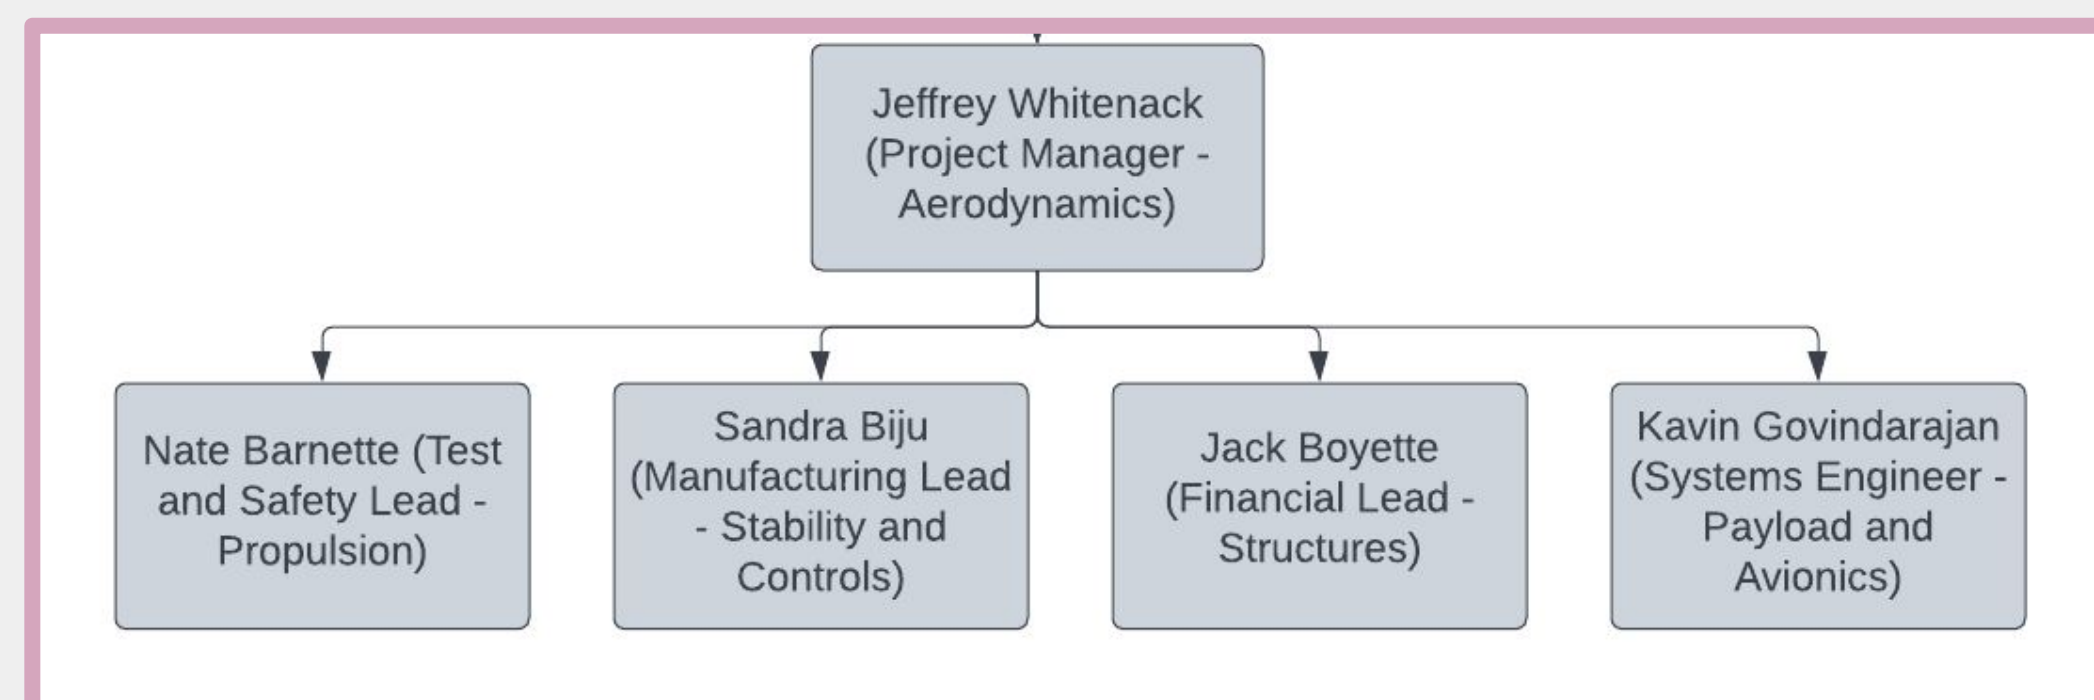 Jeffrey Whitenack
(Project Manager -
Aerodynamics)
Nate Barnette (Test
and Safety Lead -
Propulsion)
Sandra Biju
(Manufacturing Lead
- Stability and
Controls)
Jack Boyette
(Financial Lead -
Structures)
Kavin Govindarajan
(Systems Engineer -
Payload and
Avionics)